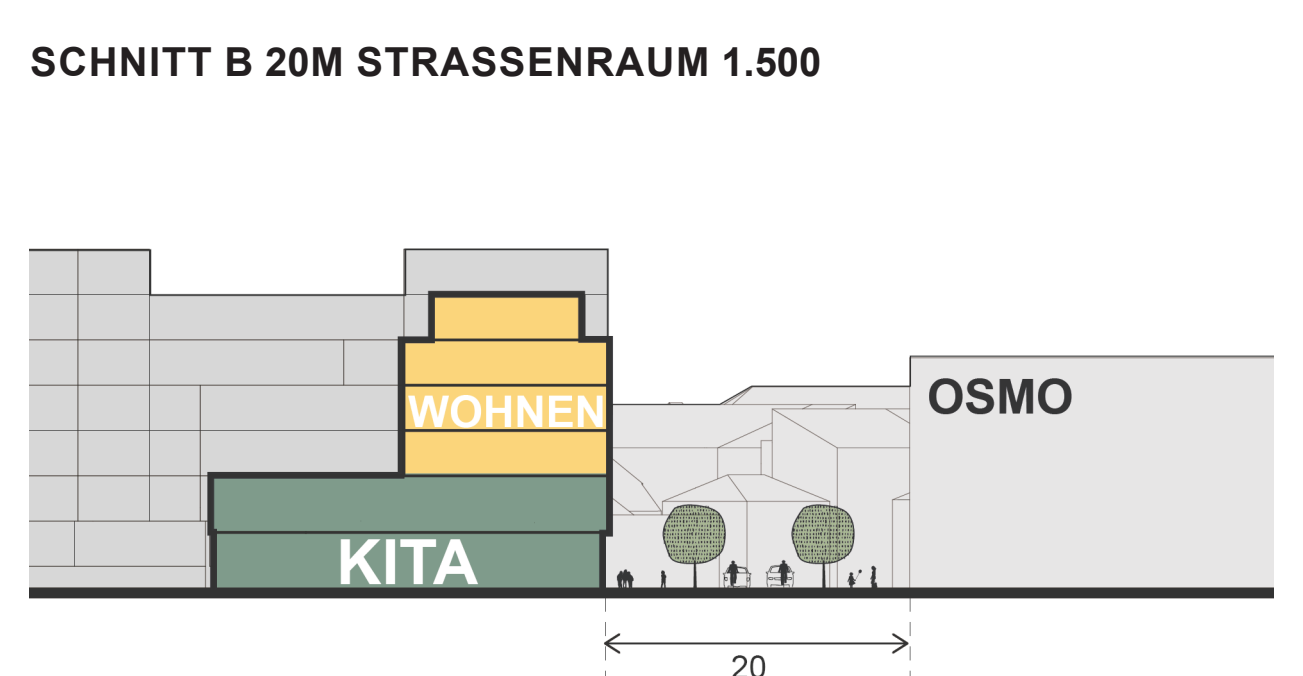 SCHNITT B 20M STRASSENRAUM 1.500
OSMO
WOHNEN
KITA
20